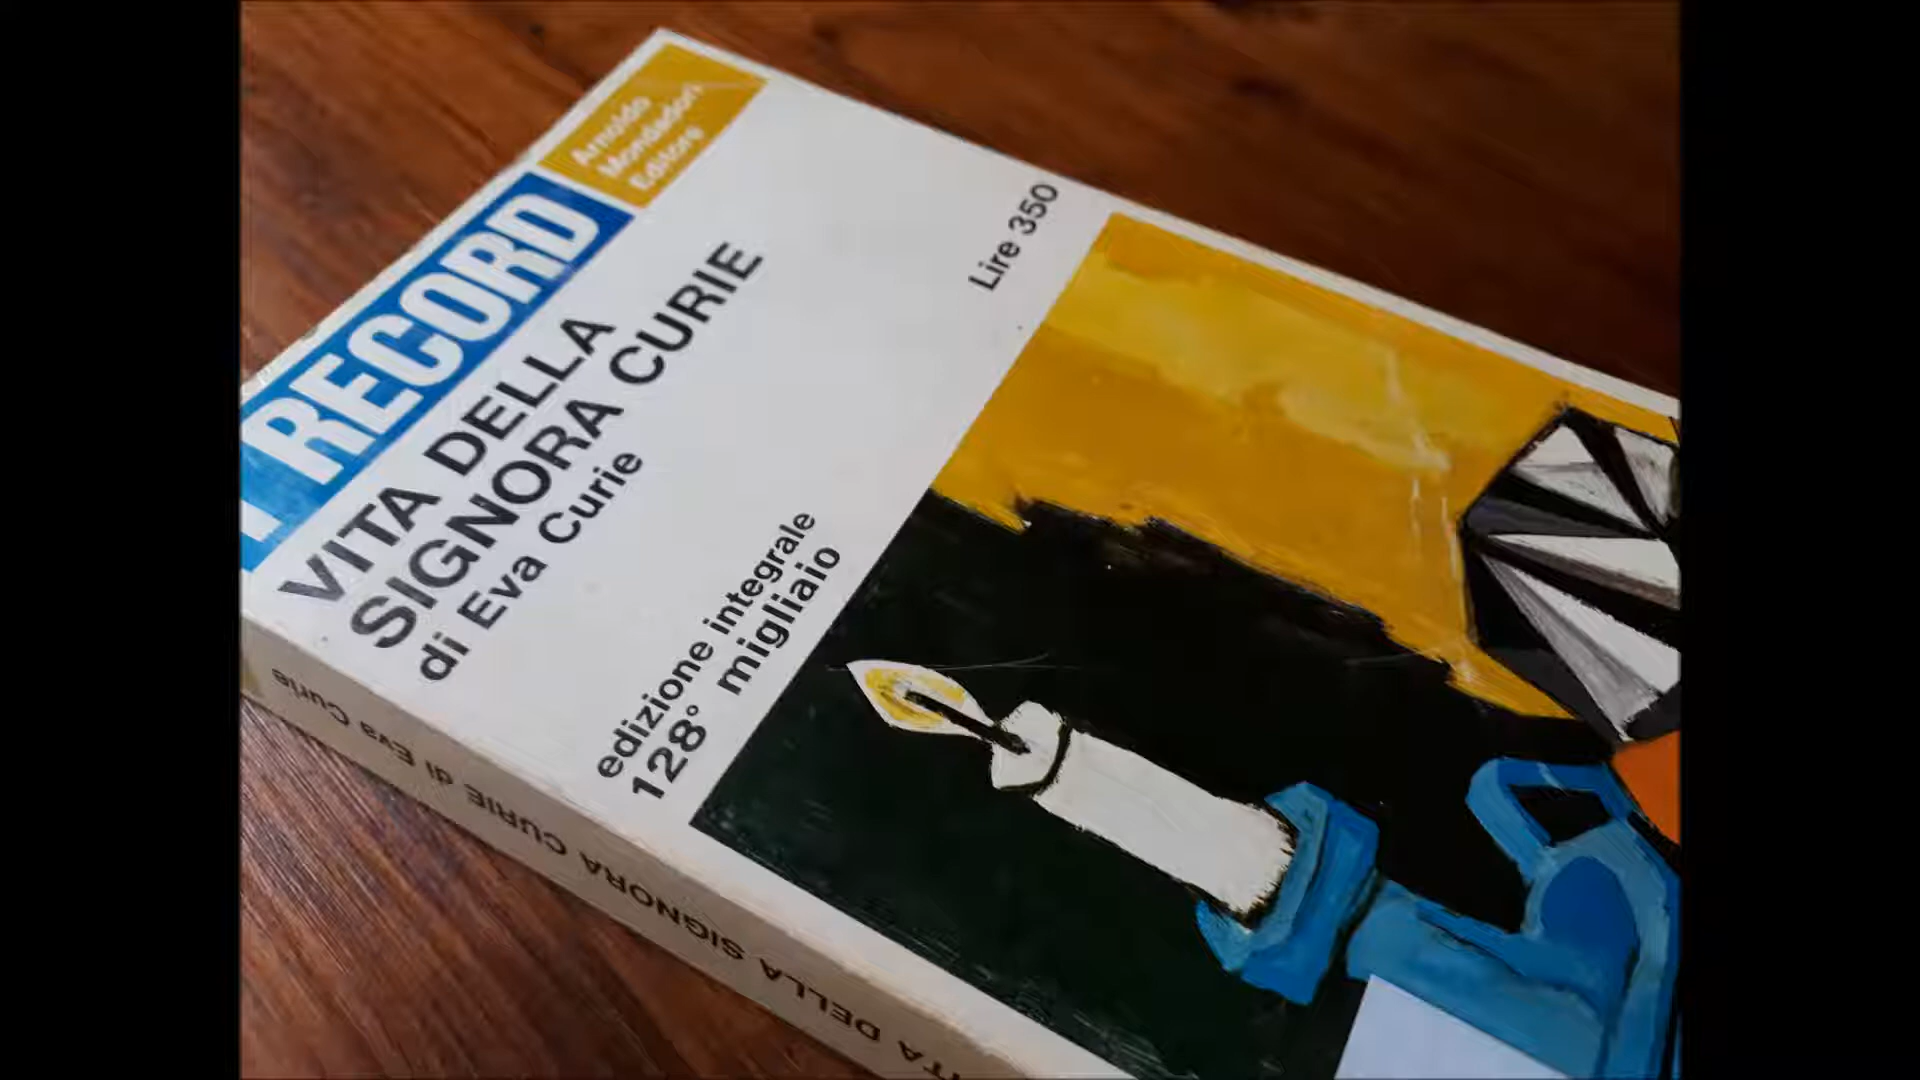 I RECORD
Arnoldo
Mondadori
Editore
VITA DELLA
SIGNORA CURIE
di Eva Curie
Lire 350
edizione integrale
128° migliaio
ITA DELLA SIGNORA CURIE di Eva Curie